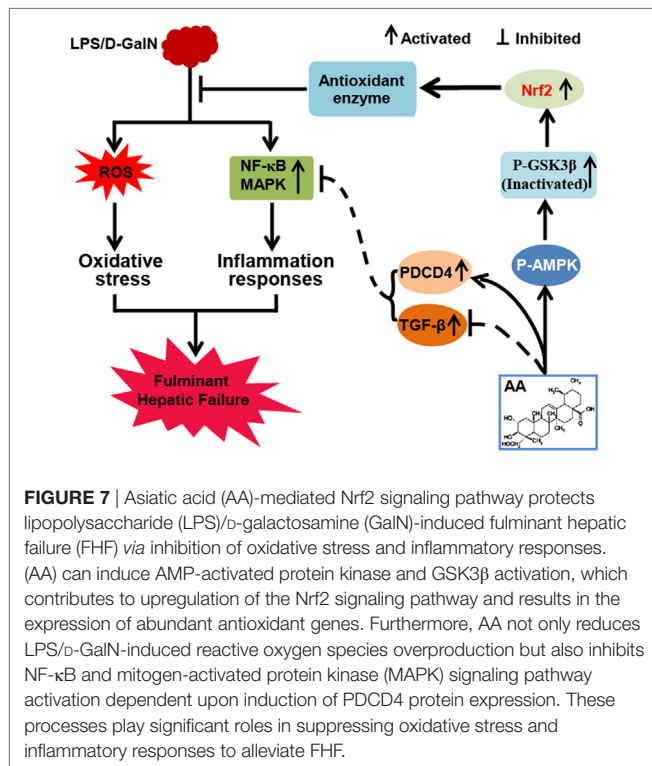 LPS/D-GalN
↑ Activated ⊥ Inhibited
Antioxidant
enzyme
Nrf2 ↑
ROS
NF-κB
MAPK ↑
P-GSK3β
(Inactivated) ↑
Oxidative
stress
Inflammation
responses
PDCD4 ↑
P-AMPK
TGF-β ↑
Fulminant
Hepatic Failure
AA
FIGURE 7 | Asiatic acid (AA)-mediated Nrf2 signaling pathway protects
lipopolysaccharide (LPS)/D-galactosamine (GalN)-induced fulminant hepatic
failure (FHF) via inhibition of oxidative stress and inflammatory responses.
(AA) can induce AMP-activated protein kinase and GSK3β activation, which
contributes to upregulation of the Nrf2 signaling pathway and results in the
expression of abundant antioxidant genes. Furthermore, AA not only reduces
LPS/D-GalN-induced reactive oxygen species overproduction but also inhibits
NF-κB and mitogen-activated protein kinase (MAPK) signaling pathway
activation dependent upon induction of PDCD4 protein expression. These
processes play significant roles in suppressing oxidative stress and
inflammatory responses to alleviate FHF.